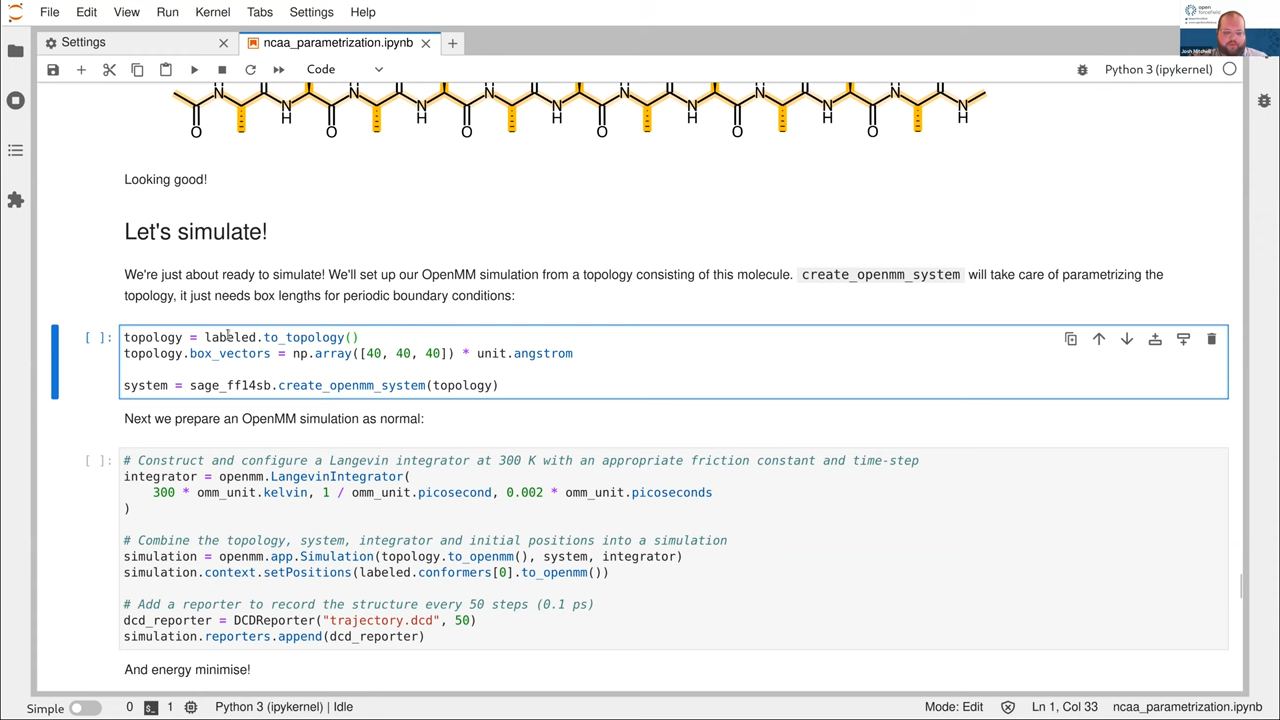 File Edit View Run Kernel Tabs Settings Help
open
forcefield
Josh Mitchell
Settings
ncaa_parametrization.ipynb
Code
Python 3 (ipykernel)
N N N N N N
N H N H N H N H N H N H
O O O O O O
Looking good!
Let's simulate!
We're just about ready to simulate! We'll set up our OpenMM simulation from a topology consisting of this molecule. create_openmm_system will take care of parametrizing the
topology, it just needs box lengths for periodic boundary conditions:
[ ]:
topology = labeled.to_topology()
topology.box_vectors = np.array([40, 40, 40]) * unit.angstrom
system = sage_ff14sb.create_openmm_system(topology)
Next we prepare an OpenMM simulation as normal:
[ ]:
# Construct and configure a Langevin integrator at 300 K with an appropriate friction constant and time-step
integrator = openmm.LangevinIntegrator(
300 * omm_unit.kelvin, 1 / omm_unit.picosecond, 0.002 * omm_unit.picoseconds
)
# Combine the topology, system, integrator and initial positions into a simulation
simulation = openmm.app.Simulation(topology.to_openmm(), system, integrator)
simulation.context.setPositions(labeled.conformers[0].to_openmm())
# Add a reporter to record the structure every 50 steps (0.1 ps)
dcd_reporter = DCDReporter("trajectory.dcd", 50)
simulation.reporters.append(dcd_reporter)
And energy minimise!
Simple 0 1 Python 3 (ipykernel) | Idle Mode: Edit Ln 1, Col 33 ncaa_parametrization.ipynb